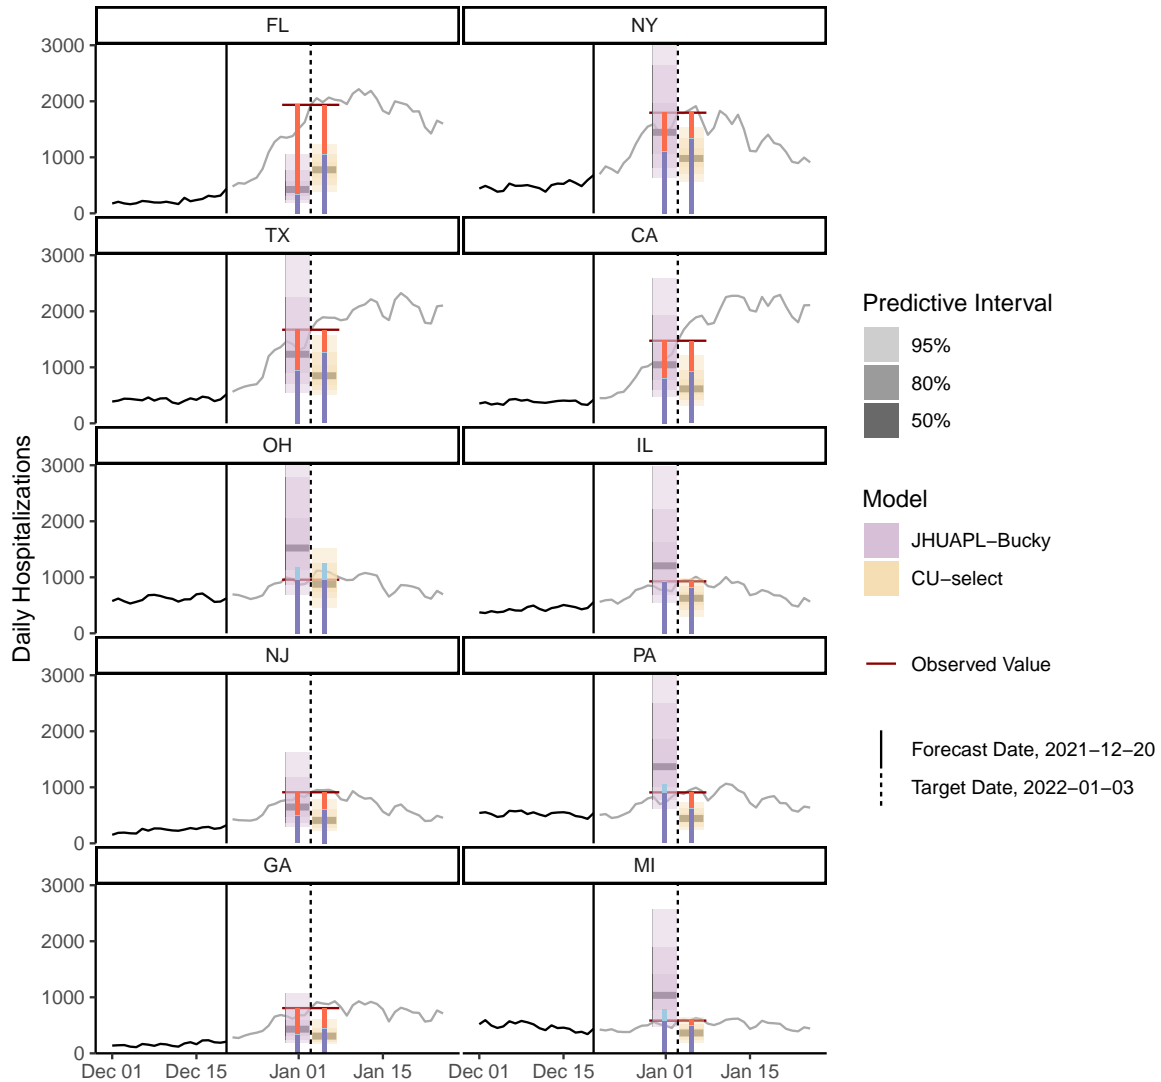 FL
NY
3000
2000
1000
0
TX
CA
3000
2000
1000
0
OH
IL
3000
2000
1000
0
NJ
PA
3000
2000
1000
0
GA
MI
3000
2000
1000
0
Dec 01
Dec 15
Jan 01
Jan 15
Dec 01
Dec 15
Jan 01
Jan 15
Daily Hospitalizations
Predictive Interval
95%
80%
50%
Model
JHUAPL−Bucky
CU−select
Observed Value
Forecast Date, 2021−12−20
Target Date, 2022−01−03